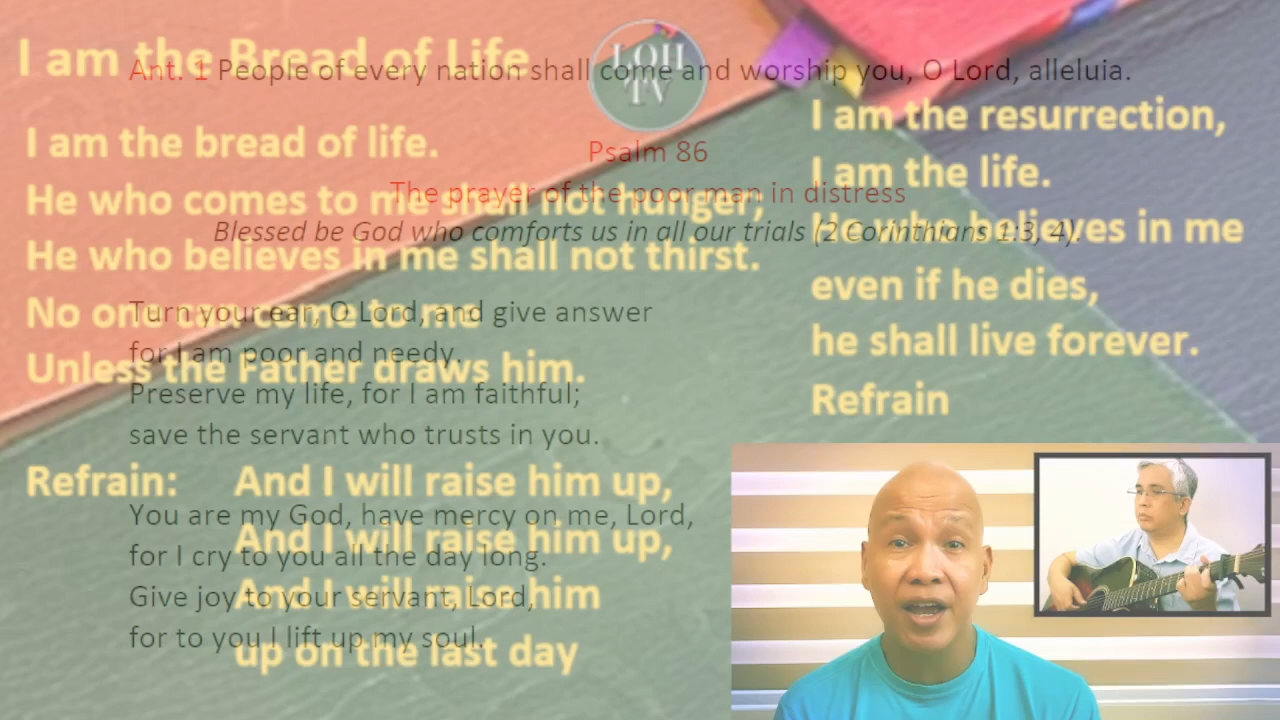 I am the Bread of Life
I am the bread of life.
He who comes to me shall not hunger,
He who believes in me shall not thirst.
No one can come to me
Unless the Father draws him.
Refrain: And I will raise him up,
And I will raise him up,
And I will raise him
up on the last day
I am the resurrection,
I am the life.
He who believes in me
even if he dies,
he shall live forever.
Refrain
LOH
TV
Ant. 1 People of every nation shall come and worship you, O Lord, alleluia.
Psalm 86
The prayer of the poor man in distress
Blessed be God who comforts us in all our trials (2 Corinthians 1:3, 4).
Turn your ear, O Lord, and give answer
for I am poor and needy.
Preserve my life, for I am faithful;
save the servant who trusts in you.
You are my God, have mercy on me, Lord,
for I cry to you all the day long.
Give joy to your servant, Lord,
for to you I lift up my soul.